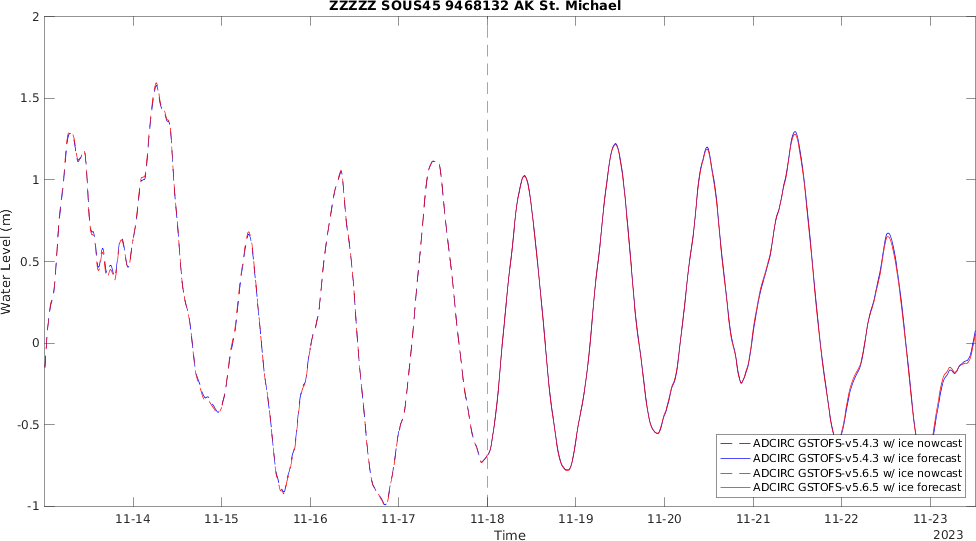 ZZZZZ SOUS45 9468132 AK St. Michael
2
1.5
1
0.5
0
-0.5
-1
Water Level (m)
ADCIRC GSTOFS-v5.4.3 w/ ice nowcast
ADCIRC GSTOFS-v5.4.3 w/ ice forecast
ADCIRC GSTOFS-v5.6.5 w/ ice nowcast
ADCIRC GSTOFS-v5.6.5 w/ ice forecast
11-14 11-15 11-16 11-17 11-18 11-19 11-20 11-21 11-22 11-23
Time
2023